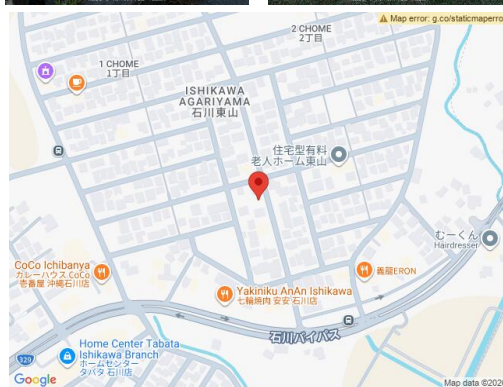 Map error: g.co/staticmaperro
2 CHOME
2丁目
1 CHOME
1丁目
ISHIKAWA
AGARIYAMA
石川東山
住宅型有料
老人ホーム東山
むーくん
Hairdresser
CoCo Ichibanya
カレーハウス CoCo
壱番屋 沖縄石川店
義龍ERON
Yakiniku AnAn Ishikawa
七輪焼肉 安安 石川店
石川バイパス
Home Center Tabata
Ishikawa Branch
ホームセンター
タバタ 石川店
329
Google
Map data ©202